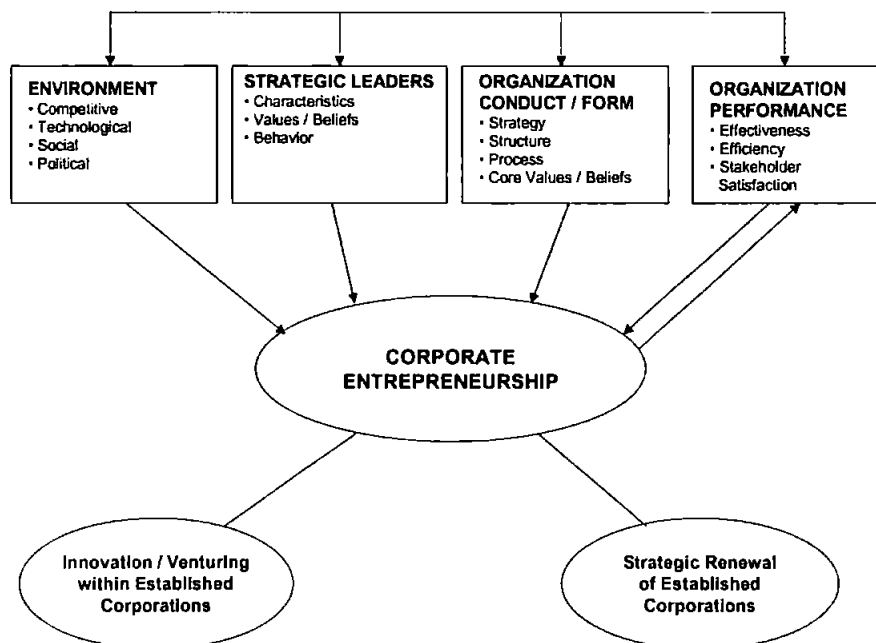 ENVIRONMENT
• Competitive
• Technological
• Social
• Political
STRATEGIC LEADERS
• Characteristics
• Values / Beliefs
• Behavior
ORGANIZATION
CONDUCT / FORM
• Strategy
• Structure
• Process
• Core Values / Beliefs
ORGANIZATION
PERFORMANCE
• Effectiveness
• Efficiency
• Stakeholder
Satisfaction
CORPORATE
ENTREPRENEURSHIP
Innovation / Venturing
within Established
Corporations
Strategic Renewal
of Established
Corporations